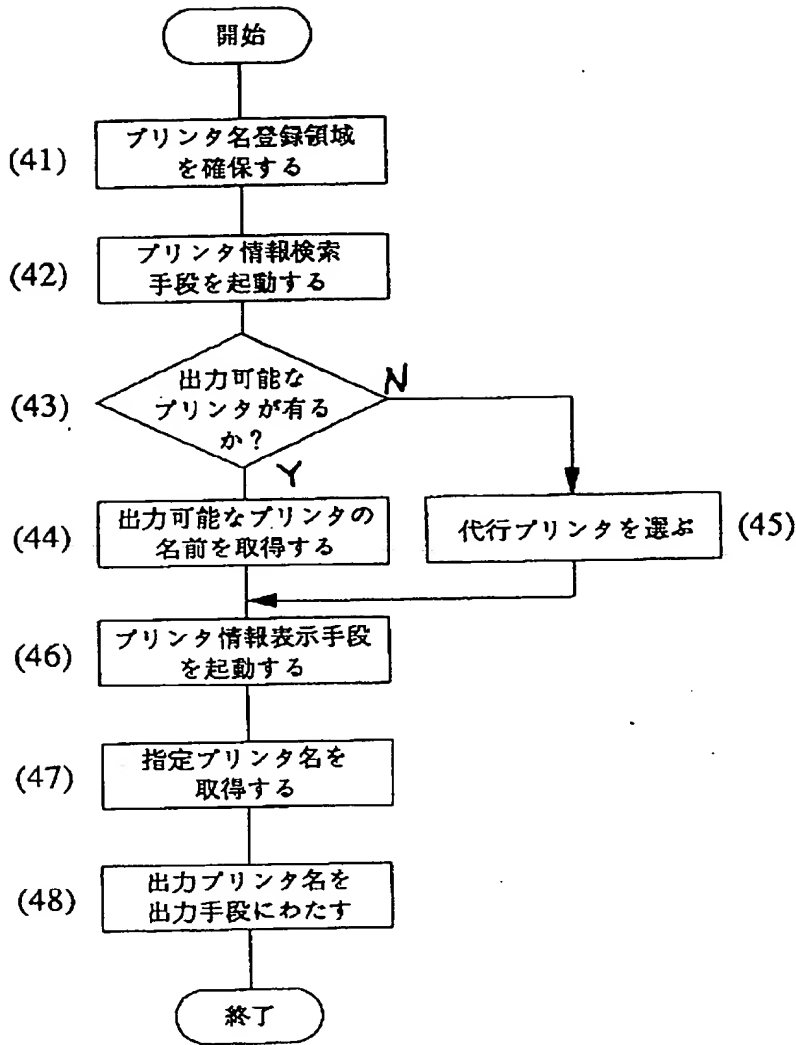 開始
(41)
プリンタ名登録領域
を確保する
(42)
プリンタ情報検索
手段を起動する
(43)
出力可能な
プリンタが有る
か?
N
Y
(44)
出力可能なプリンタの
名前を取得する
代行プリンタを選ぶ
(45)
(46)
プリンタ情報表示手段
を起動する
(47)
指定プリンタ名を
取得する
(48)
出力プリンタ名を
出力手段にわたす
終了